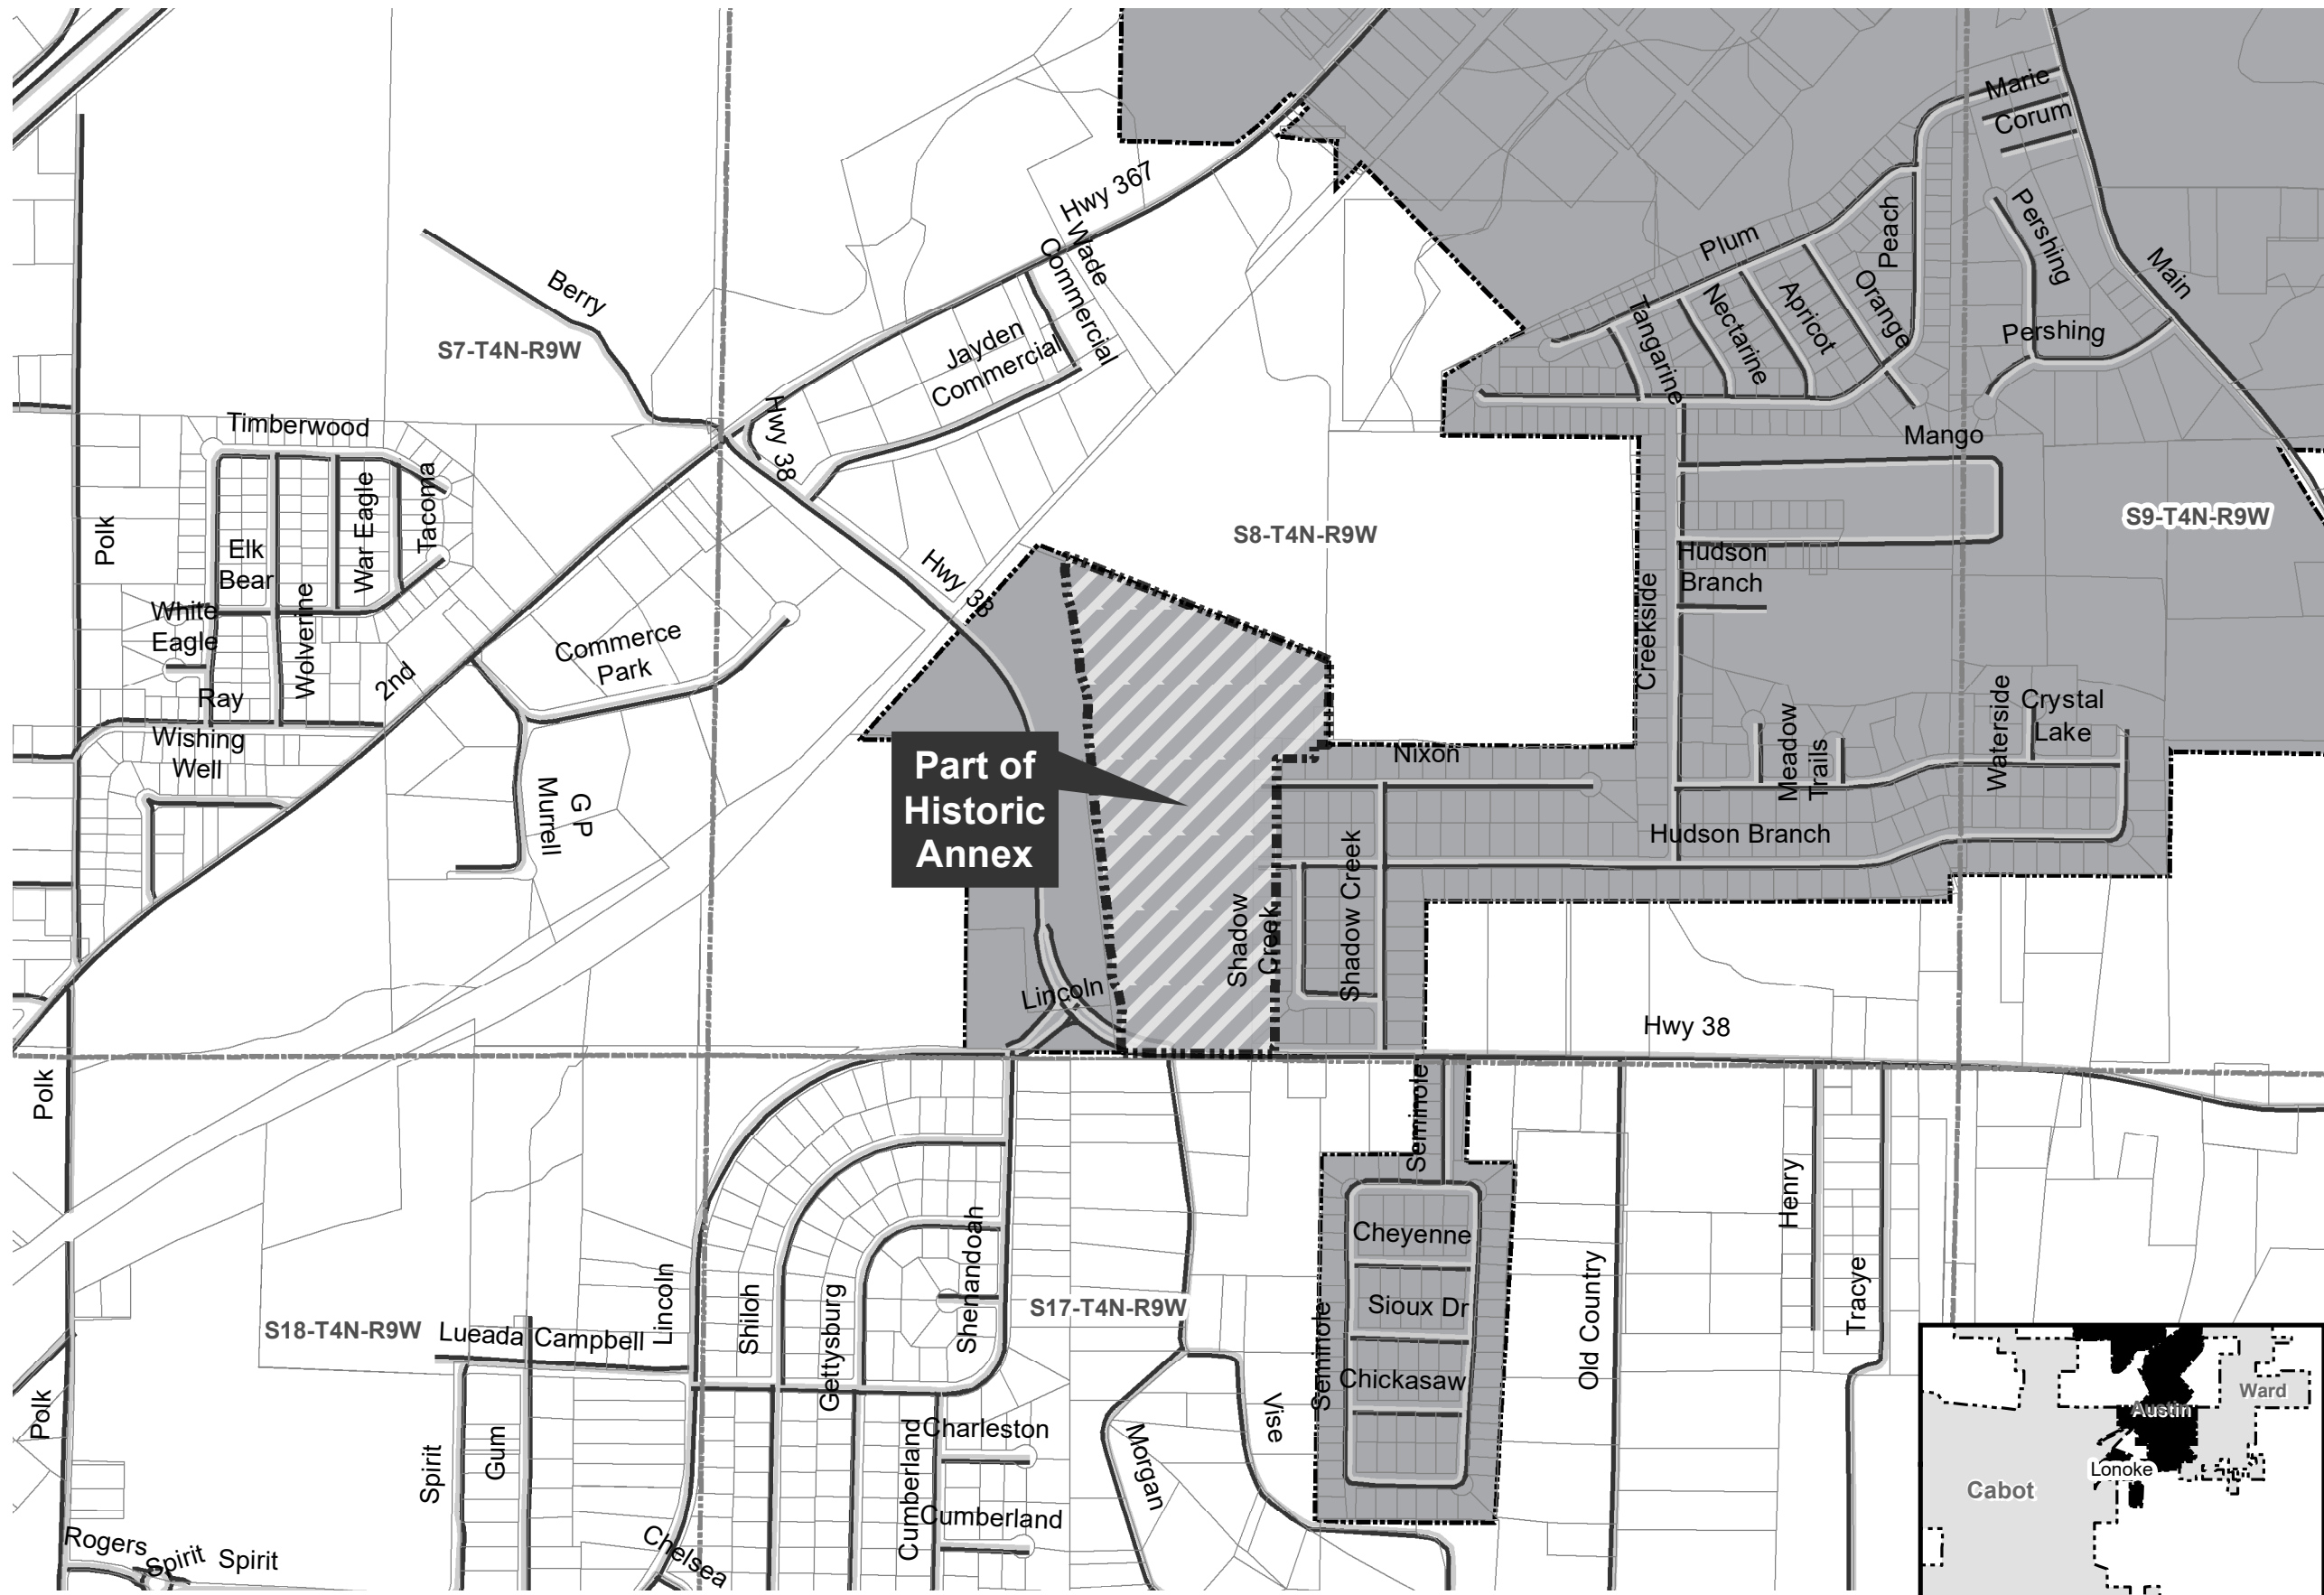 Marie
Corum
Hwy 367
Wade
Commercial
Peach
Pershing
Plum
Main
Berry
Orange
Apricot
Nectarine
Tangarine
Pershing
S7-T4N-R9W
Jayden
Commercial
Timberwood
Hwy 38
Mango
Tacoma
War Eagle
Polk
S8-T4N-R9W
S9-T4N-R9W
Elk
Bear
Hudson
Branch
Hwy 38
White
Eagle
Wolverine
Commerce
Park
Creekside
2nd
Ray
Waterside
Crystal
Lake
Wishing
Well
Part of
Historic
Annex
Nixon
Meadow
Trails
G P
Murrell
Hudson Branch
Shadow
Creek
Shadow Creek
Lincoln
Hwy 38
Polk
Seminole
Henry
Cheyenne
Shenandoah
Lincoln
Shiloh
Gettysburg
S17-T4N-R9W
Sioux Dr
Old Country
Tracye
S18-T4N-R9W
Lueada
Campbell
Seminole
Chickasaw
Polk
Vise
Ward
Austin
Charleston
Cumberland
Morgan
Spirit
Gum
Lonoke
Cabot
Cumberland
Rogers
Spirit
Spirit
Chelsea